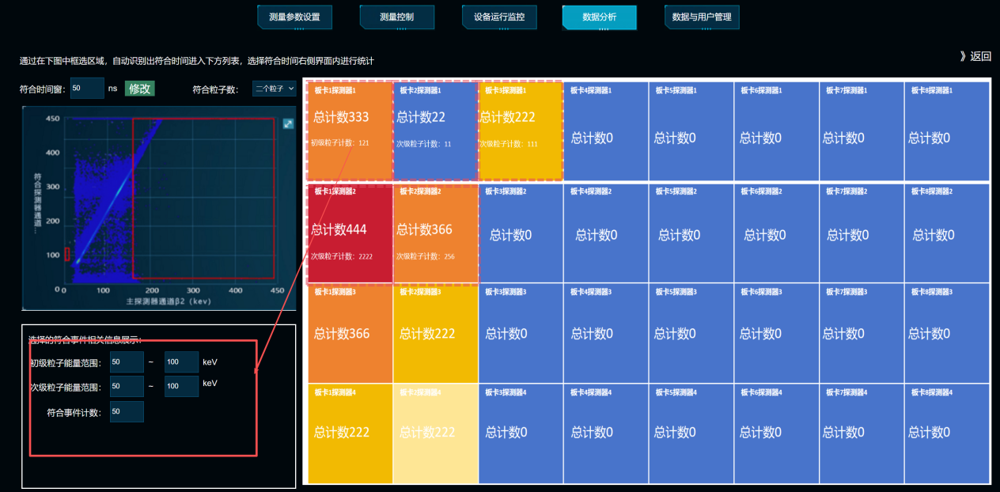 测量参数设置 测量控制 设备运行监控 数据分析 数据与用户管理
》返回
通过在下图中框选区域，自动识别出符合时间进入下方列表，选择符合时间右侧界面内进行统计
符合时间窗： 50 ns 修改 符合粒子数： 二个粒子
450
400
300
200
100
0
符合探测器通道...
0 100 200 300 400 450
主探测器通道β2（kev）
选择的符合事件相关信息展示：
初级粒子能量范围： 50 ~ 100 keV
次级粒子能量范围： 50 ~ 100 keV
符合事件计数： 50
板卡1探测器1 板卡2探测器1 板卡3探测器1 板卡4探测器1 板卡5探测器1 板卡6探测器1 板卡7探测器1 板卡8探测器1
总计数333 总计数22 总计数222 总计数0 总计数0 总计数0 总计数0 总计数0
初级粒子计数：121 次级粒子计数：11 次级粒子计数：111
板卡1探测器2 板卡2探测器2 板卡3探测器2 板卡4探测器2 板卡5探测器2 板卡6探测器2 板卡7探测器2 板卡8探测器2
总计数444 总计数366 总计数0 总计数0 总计数0 总计数0 总计数0 总计数0
次级粒子计数：2222 次级粒子计数：256
板卡1探测器3 板卡2探测器3 板卡3探测器3 板卡4探测器3 板卡5探测器3 板卡6探测器3 板卡7探测器3 板卡8探测器3
总计数366 总计数222 总计数0 总计数0 总计数0 总计数0 总计数0 总计数0
板卡1探测器4 板卡2探测器4 板卡3探测器4 板卡4探测器4 板卡5探测器4 板卡6探测器4 板卡7探测器4 板卡8探测器4
总计数222 总计数222 总计数0 总计数0 总计数0 总计数0 总计数0 总计数0